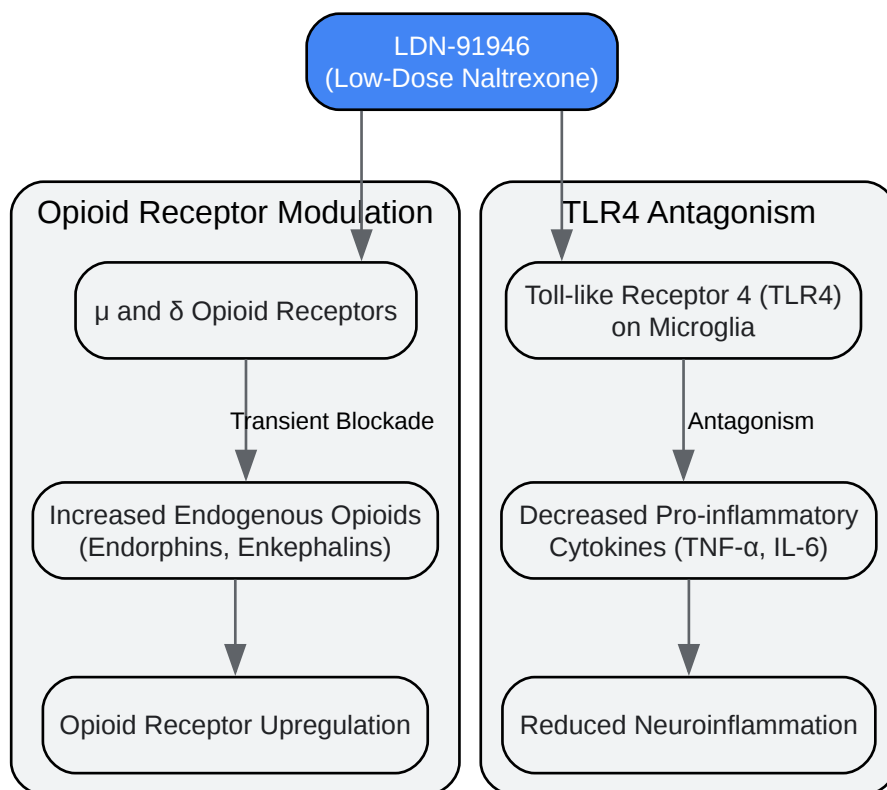 LDN-91946
(Low-Dose Naltrexone)
Opioid Receptor Modulation
μ and δ Opioid Receptors
Transient Blockade
Increased Endogenous Opioids
(Endorphins, Enkephalins)
Opioid Receptor Upregulation
TLR4 Antagonism
Toll-like Receptor 4 (TLR4)
on Microglia
Antagonism
Decreased Pro-inflammatory
Cytokines (TNF-α, IL-6)
Reduced Neuroinflammation